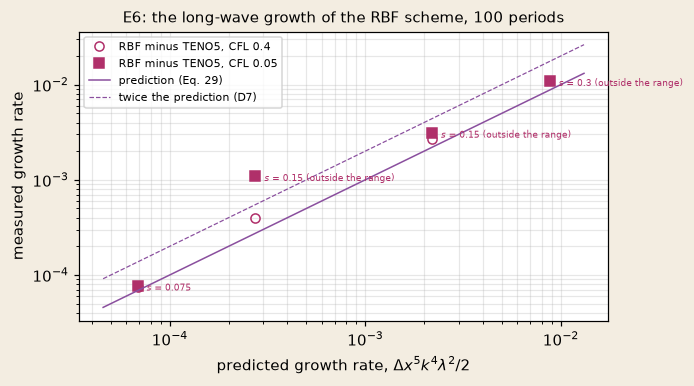 E6: the long-wave growth of the RBF scheme, 100 periods
RBF minus TENO5, CFL 0.4
RBF minus TENO5, CFL 0.05
prediction (Eq. 29)
twice the prediction (D7)
s = 0.3 (outside the range)
s = 0.15 (outside the range)
s = 0.15 (outside the range)
s = 0.075
measured growth rate
10⁻²
10⁻³
10⁻⁴
10⁻⁴
10⁻³
10⁻²
predicted growth rate, Δx⁵k⁴λ²/2